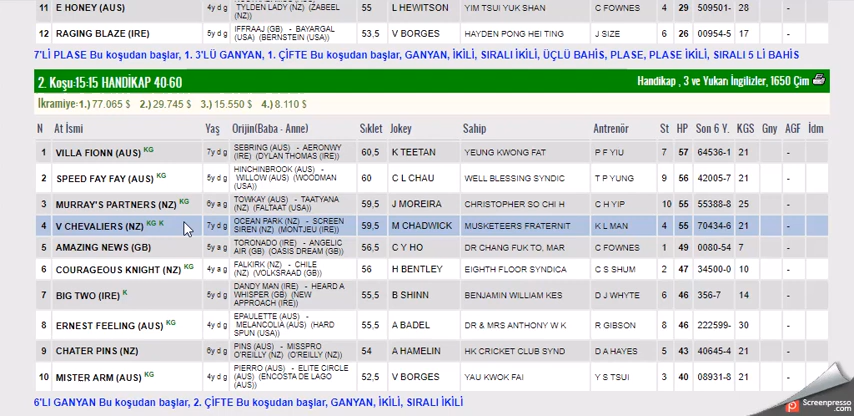 11 E HONEY (AUS) TYLDEN LADY (NZ) (ZABEEL (NZ)) 4y d g 55 L HEWITSON YIM TSUI YUK SHAN C FOWNES 4 29 509501- 28
12 RAGING BLAZE (IRE) IFFRAAJ (GB) - BAYARGAL (USA) (BERNSTEIN (USA)) 5y d g 53,5 V BORGES HAYDEN PONG HEI TING J SIZE 6 26 00954-5 17
7'Lİ PLASE Bu koşudan başlar, 1. 3'LÜ GANYAN, 1. ÇİFTE Bu koşudan başlar, GANYAN, İKİLİ, SIRALI İKİLİ, ÜÇLÜ BAHİS, PLASE, PLASE İKİLİ, SIRALI 5 Lİ BAHİS
2. Koşu:15:15 HANDİKAP 40-60 Handikap , 3 ve Yukarı İngilizler, 1650 Çim
İkramiye:1.) 77.065 $ 2.) 29.745 $ 3.) 15.550 $ 4.) 8.110 $
N At İsmi Yaş Orijin(Baba - Anne) Sıklet Jokey Sahip Antrenör St HP Son 6 Y. KGS Gny AGF İdm
1 VILLA FIONN (AUS) KG 7y d g SEBRING (AUS) - AERONWY (IRE) (DYLAN THOMAS (IRE)) 60,5 K TEETAN YEUNG KWONG FAT P F YIU 7 57 64536-1 21 -
2 SPEED FAY FAY (AUS) KG 5y d g HINCHINBROOK (AUS) - WILLOW (AUS) (WOODMAN (USA)) 60 C L CHAU WELL BLESSING SYNDIC T P YUNG 9 56 42005-7 21 -
3 MURRAY'S PARTNERS (NZ) KG 6y a g TOWKAY (AUS) - TAATYANA (NZ) (FALTAAT (USA)) 59,5 J MOREIRA CHRISTOPHER SO CHI H C H YIP 10 55 55388-8 25 -
4 V CHEVALIERS (NZ) KG K 7y d g OCEAN PARK (NZ) - SCREEN SIREN (NZ) (MONTJEU (IRE)) 59,5 M CHADWICK MUSKETEERS FRATERNIT K L MAN 4 55 70434-6 21 -
5 AMAZING NEWS (GB) 5y d g TORONADO (IRE) - ANGELIC AIR (GB) (OASIS DREAM (GB)) 56,5 C Y HO DR CHANG FUK TO, MAR C FOWNES 1 49 0080-54 7 -
6 COURAGEOUS KNIGHT (NZ) KG 4y a g FALKIRK (NZ) - CHILE (NZ) (VOLKSRAAD (GB)) 56 H BENTLEY EIGHTH FLOOR SYNDICA C S SHUM 2 47 34500-0 10 -
7 BIG TWO (IRE) K 5y d g DANDY MAN (IRE) - HEARD A WHISPER (GB) (NEW APPROACH (IRE)) 55,5 B SHINN BENJAMIN WILLIAM KES D J WHYTE 6 46 356-7 14 -
8 ERNEST FEELING (AUS) KG 4y d g EPAULETTE (AUS) - MELANCOLIA (AUS) (HARD SPUN (USA)) 55,5 A BADEL DR & MRS ANTHONY W K R GIBSON 8 46 222599- 30 -
9 CHATER PINS (NZ) 6y d g PINS (AUS) - MISSPRO O'REILLY (NZ) (O'REILLY (NZ)) 54 A HAMELIN HK CRICKET CLUB SYND D A HAYES 5 43 40645-4 21 -
10 MISTER ARM (AUS) KG 4y d g PIERRO (AUS) - ELITE CIRCLE (AUS) (ENCOSTA DE LAGO (AUS)) 52,5 V BORGES YAU KWOK FAI Y S TSUI 3 40 08931-8 21 -
6'LI GANYAN Bu koşudan başlar, 2. ÇİFTE Bu koşudan başlar, GANYAN, İKİLİ, SIRALI İKİLİ
Screenpresso
.com